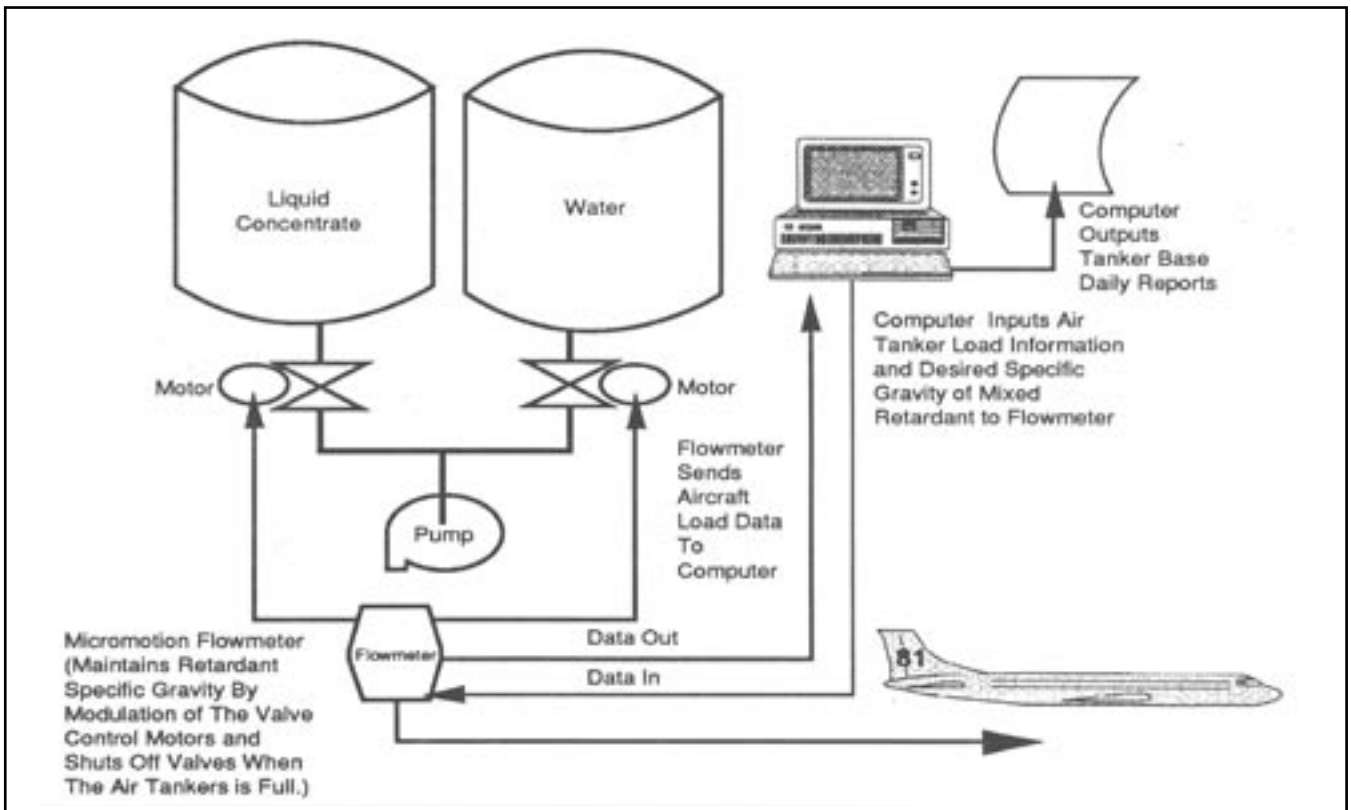 Liquid
Concentrate
Water
Computer
Outputs
Tanker Base
Daily Reports
Computer Inputs Air
Tanker Load Information
and Desired Specific
Gravity of Mixed
Retardant to Flowmeter
Motor
Motor
Flowmeter
Sends
Aircraft
Load Data
To
Computer
Pump
Micromotion Flowmeter
(Maintains Retardant
Specific Gravity By
Modulation of The Valve
Control Motors and
Shuts Off Valves When
The Air Tankers is Full.)
Flowmeter
Data Out
Data In
81